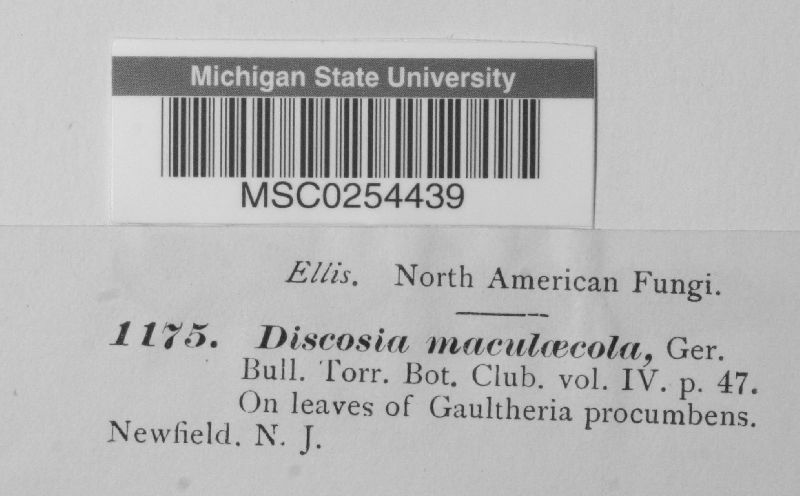 Michigan State University
MSC0254439
Ellis. North American Fungi.
1175. Discosia maculæcola, Ger.
Bull. Torr. Bot. Club. vol. IV. p. 47.
On leaves of Gaultheria procumbens.
Newfield. N. J.